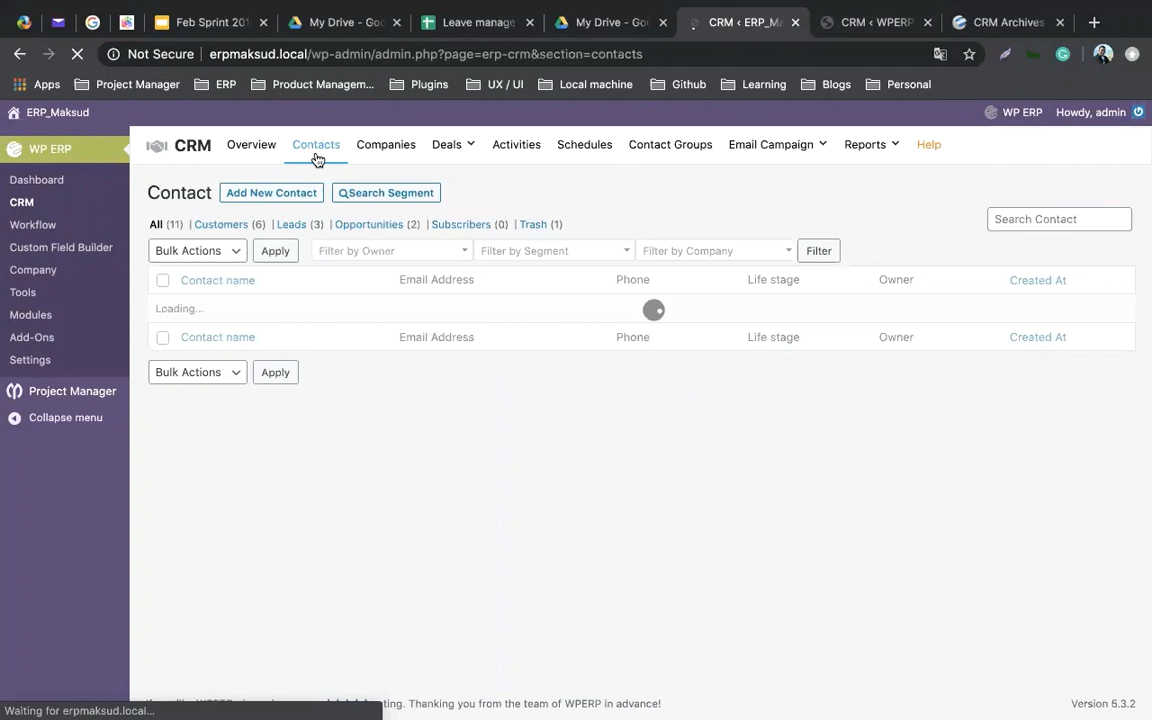 Feb Sprint 201
My Drive - Goo
Leave manage
My Drive - Goo
CRM ‹ ERP_Ma
CRM ‹ WPERP
CRM Archives
Not Secure
erpmaksud.local/wp-admin/admin.php?page=erp-crm&section=contacts
Apps
Project Manager
ERP
Product Managem...
Plugins
UX / UI
Local machine
Github
Learning
Blogs
Personal
ERP_Maksud
WP ERP
Howdy, admin
WP ERP
Dashboard
CRM
Workflow
Custom Field Builder
Company
Tools
Modules
Add-Ons
Settings
Project Manager
Collapse menu
CRM
Overview
Contacts
Companies
Deals
Activities
Schedules
Contact Groups
Email Campaign
Reports
Help
Contact
Add New Contact
Search Segment
All (11) | Customers (6) | Leads (3) | Opportunities (2) | Subscribers (0) | Trash (1)
Search Contact
Bulk Actions
Apply
Filter by Owner
Filter by Segment
Filter by Company
Filter
Contact name
Email Address
Phone
Life stage
Owner
Created At
Loading...
Contact name
Email Address
Phone
Life stage
Owner
Created At
Bulk Actions
Apply
ting. Thanking you from the team of WPERP in advance!
Version 5.3.2
Waiting for erpmaksud.local...